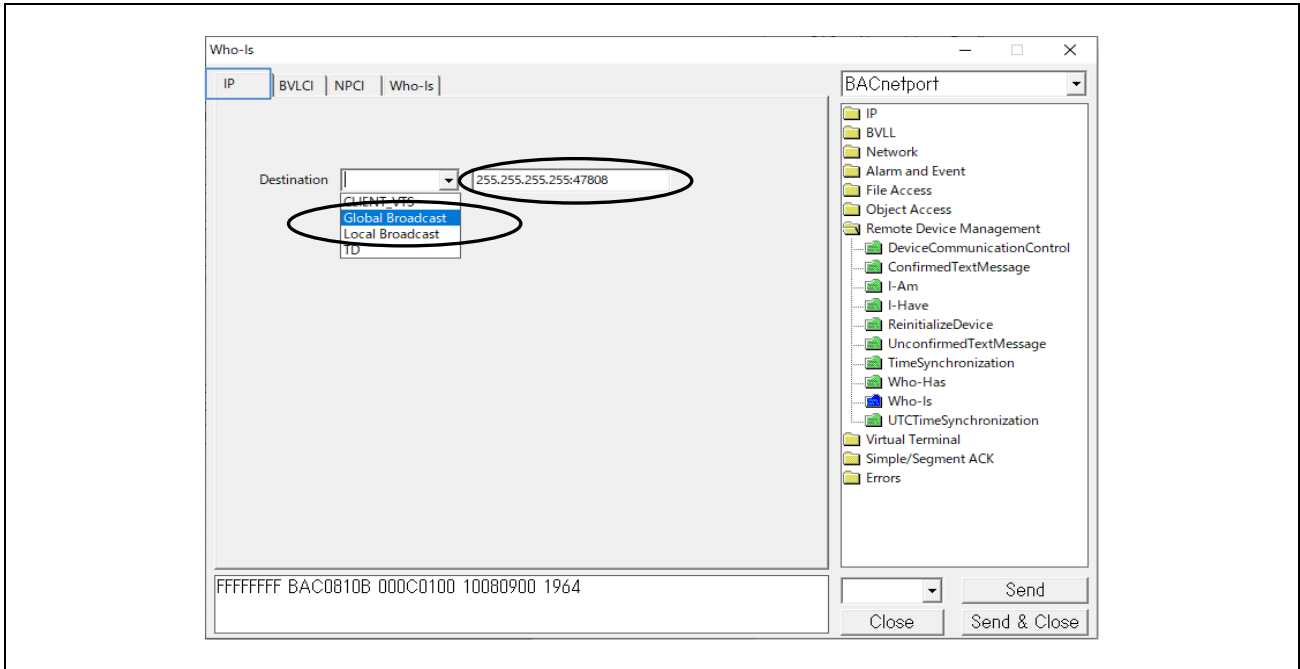 Who-Is
IP BVLCI NPCI Who-Is
Destination 255.255.255.255:47808
CLIENT_VTS
Global Broadcast
Local Broadcast
TD
FFFFFFFF BAC0810B 000C0100 10080900 1964
BACnetport
IP
BVLL
Network
Alarm and Event
File Access
Object Access
Remote Device Management
DeviceCommunicationControl
ConfirmedTextMessage
I-Am
I-Have
ReinitializeDevice
UnconfirmedTextMessage
TimeSynchronization
Who-Has
Who-Is
UTCTimeSynchronization
Virtual Terminal
Simple/Segment ACK
Errors
Send
Close Send & Close